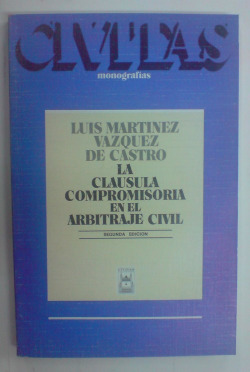 CIVITAS
monografías
LUIS MARTINEZ
VAZQUEZ
DE CASTRO
LA
CLAUSULA
COMPROMISORIA
EN EL
ARBITRAJE CIVIL
SEGUNDA EDICION